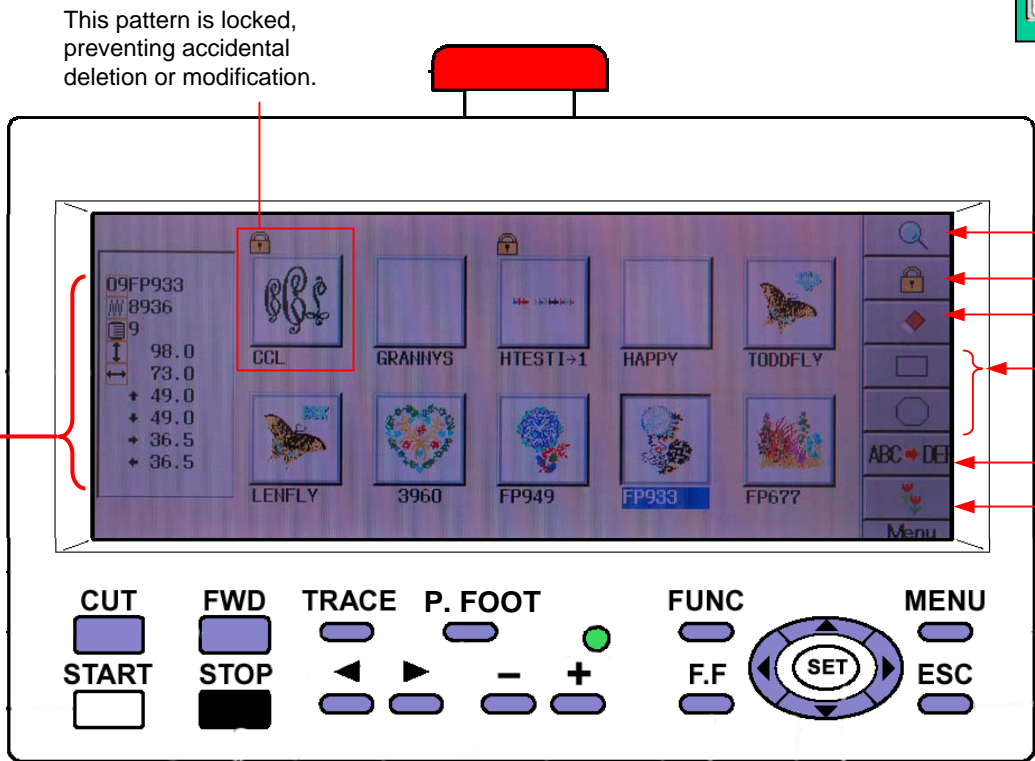 This pattern is locked,
preventing accidental
deletion or modification.
09FP933
8936
9
98.0
73.0
49.0
49.0
36.5
36.5
CCL
GRANNYS
HTESTI→1
HAPPY
TODDFLY
LENFLY
3960
FP949
FP933
FP677
ABC➡DEF
Menu
CUT
FWD
TRACE
P. FOOT
FUNC
MENU
START
STOP
◄
►
–
+
F.F
SET
ESC